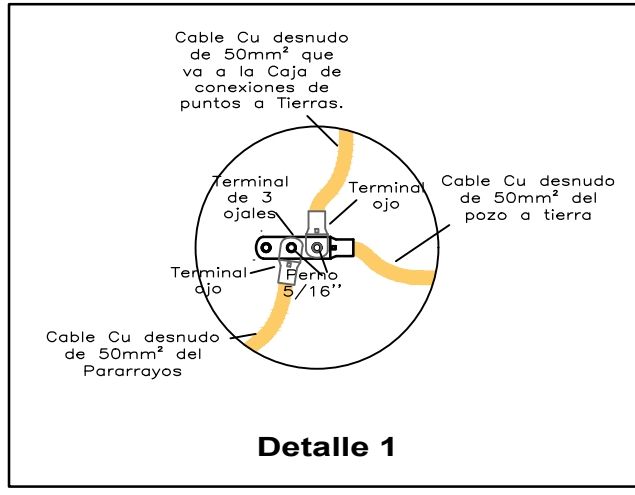 Cable Cu desnudo
de 50mm² que
va a la Caja de
conexiones de
puntos a Tierras.
Terminal
de 3
ojales
Terminal
ojo
Cable Cu desnudo
de 50mm² del
pozo a tierra
Terminal
ojo
Perno
5/16''
Cable Cu desnudo
de 50mm² del
Pararrayos
Detalle 1